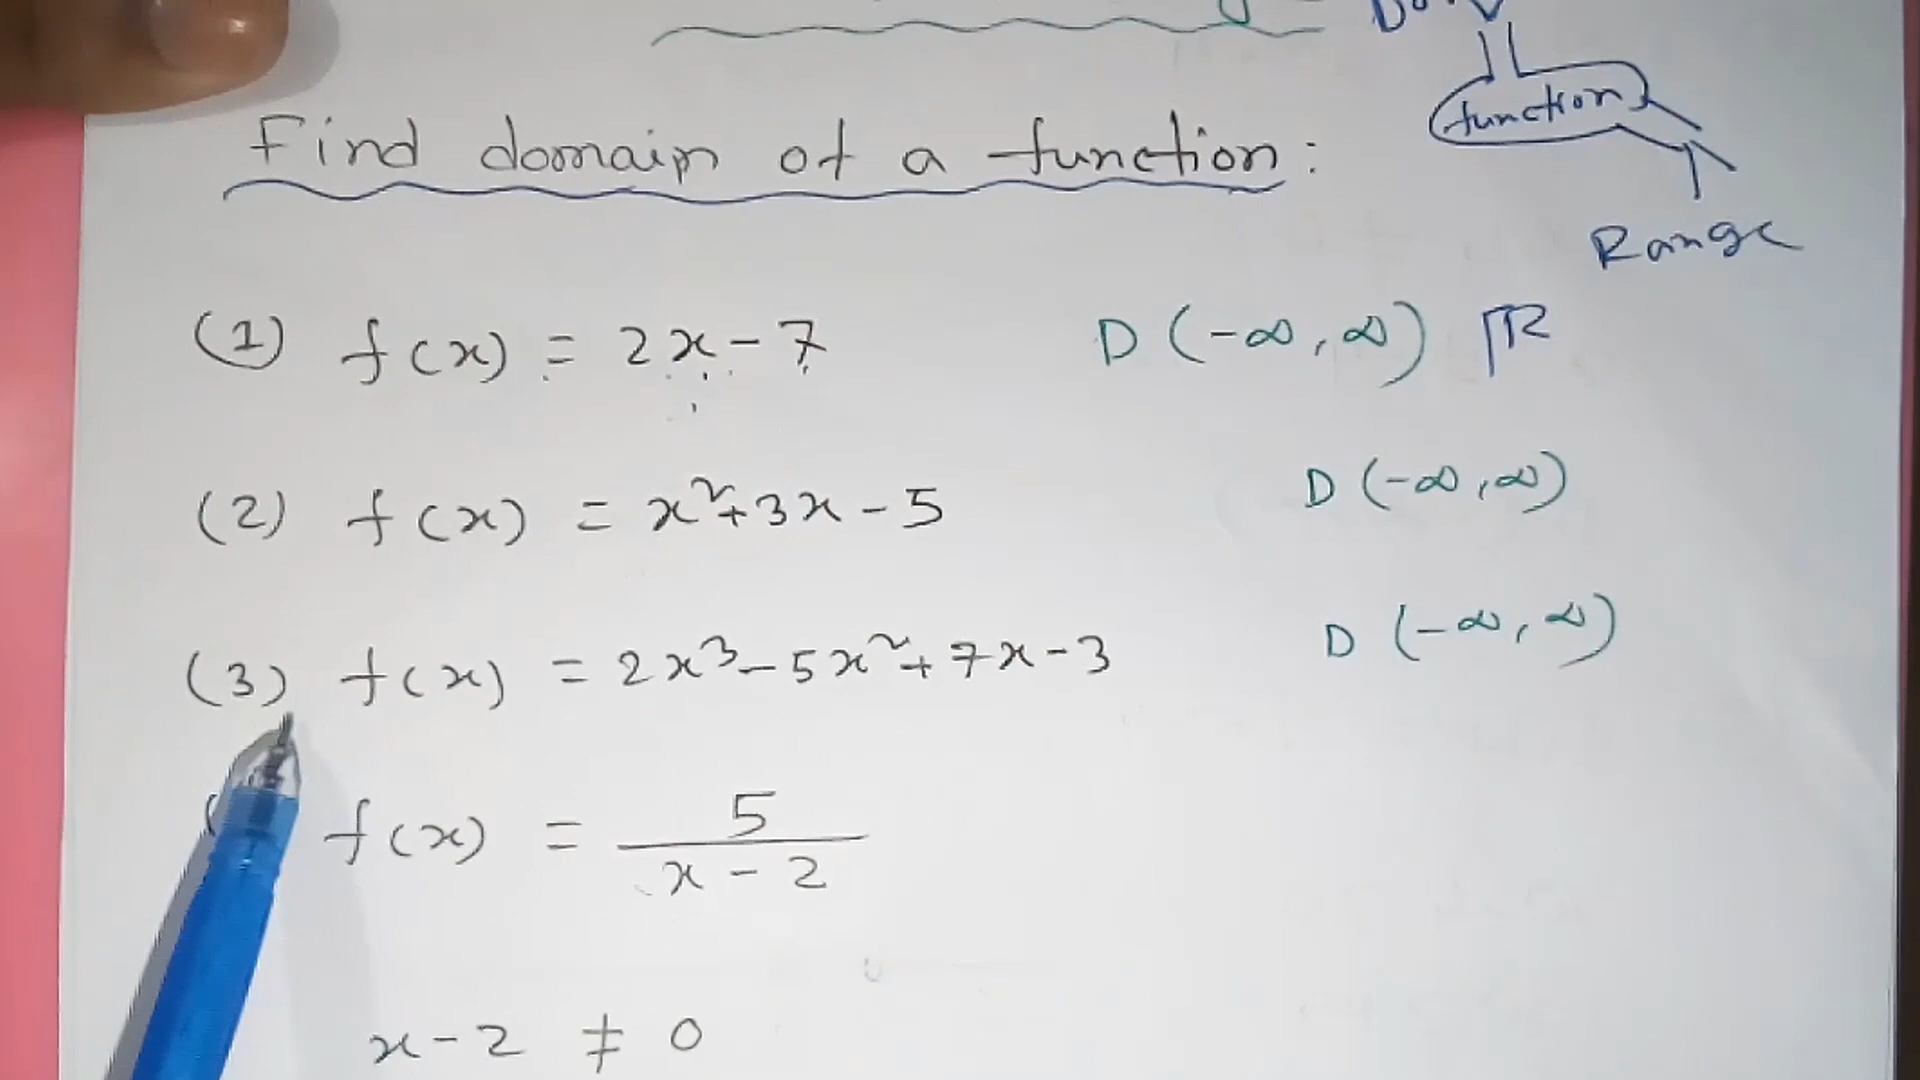 function
Range
Find domain of a function:
(1) f(x) = 2x-7 D (-∞, ∞) ℝ
(2) f(x) = x²+3x-5 D (-∞, ∞)
(3) f(x) = 2x³-5x²+7x-3 D (-∞, ∞)
f(x) = 5/(x-2)
x-2 ≠ 0